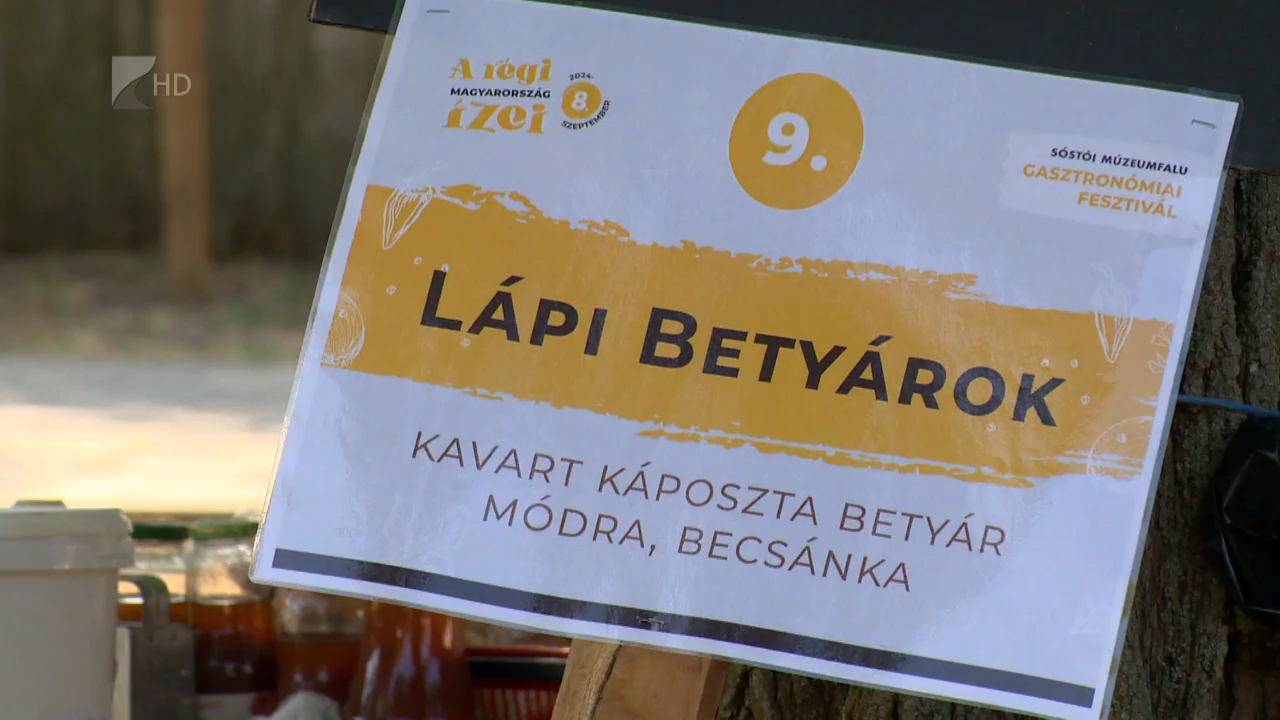 HD
A régi
MAGYARORSZÁG
ízei
2024.
8.
SZEPTEMBER
9.
SÓSTÓI MÚZEUMFALU
GASZTRONÓMIAI
FESZTIVÁL
LÁPI BETYÁROK
KAVART KÁPOSZTA BETYÁR
MÓDRA, BECSÁNKA